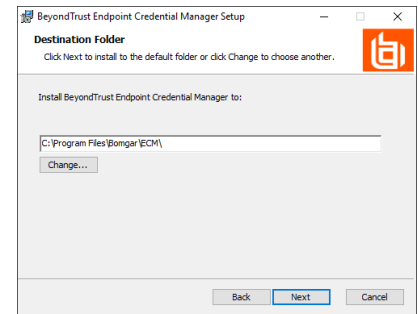 BeyondTrust Endpoint Credential Manager Setup
Destination Folder
Click Next to install to the default folder or click Change to choose another.
Install BeyondTrust Endpoint Credential Manager to:
C:\Program Files\Bomgar\ECM\
Change...
Back Next Cancel